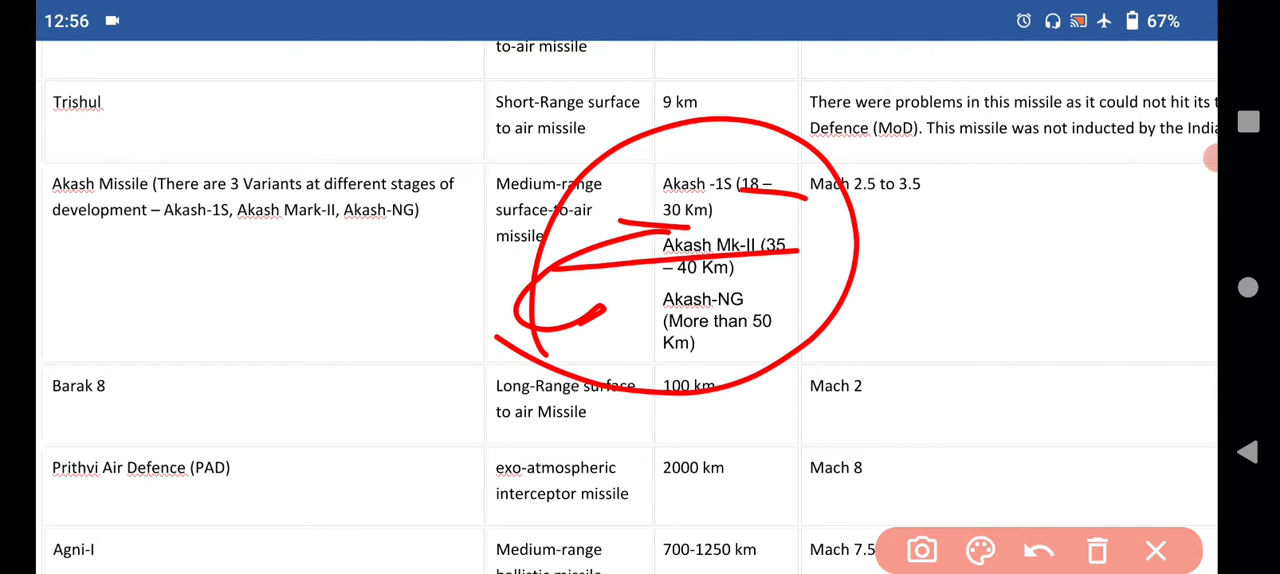 12:56
67%
to-air missile
Trishul
Short-Range surface
to air missile
9 km
There were problems in this missile as it could not hit its
Defence (MoD). This missile was not inducted by the
Akash Missile (There are 3 Variants at different stages of
development – Akash-1S, Akash Mark-II, Akash-NG)
Medium-range
surface-to-air
missile
Akash -1S (18 –
30 Km)
Akash Mk-II (35
– 40 Km)
Akash-NG
(More than 50
Km)
Mach 2.5 to 3.5
Barak 8
Long-Range surface
to air Missile
100 km
Mach 2
Prithvi Air Defence (PAD)
exo-atmospheric
interceptor missile
2000 km
Mach 8
Agni-I
Medium-range
700-1250 km
Mach 7.5